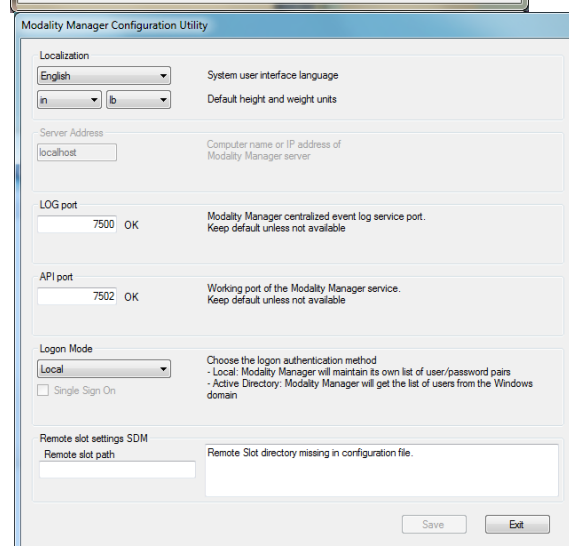 Modality Manager Configuration Utility
Localization
English
System user interface language
in
lb
Default height and weight units
Server Address
localhost
Computer name or IP address of
Modality Manager server
LOG port
7500 OK
Modality Manager centralized event log service port.
Keep default unless not available
API port
7502 OK
Working port of the Modality Manager service.
Keep default unless not available
Logon Mode
Local
Single Sign On
Choose the logon authentication method
- Local: Modality Manager will maintain its own list of user/password pairs
- Active Directory: Modality Manager will get the list of users from the Windows
domain
Remote slot settings SDM
Remote slot path
Remote Slot directory missing in configuration file.
Save
Exit